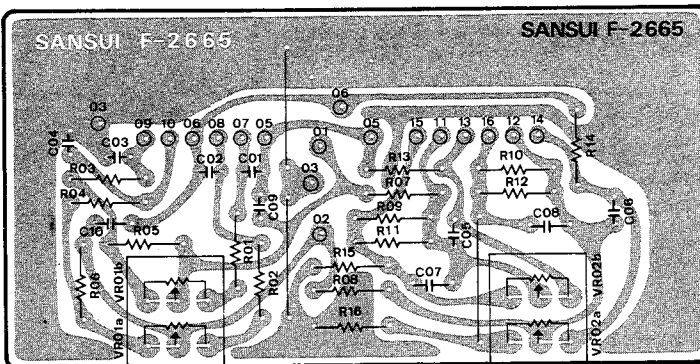 SANSUI F-2665
SANSUI F-2665
06
03
09 10 06 08 07 05
01
05 15 11 13 16 12 14
C04
C03
R03
R04
C10
R05
R06
C02
C01
C09
03
02
R01
R02
R13
R07
R09
R11
R15
R08
R16
C05
C07
R10
R12
C08
R14
C06
VR01b
VR01a
VR02b
VR02a